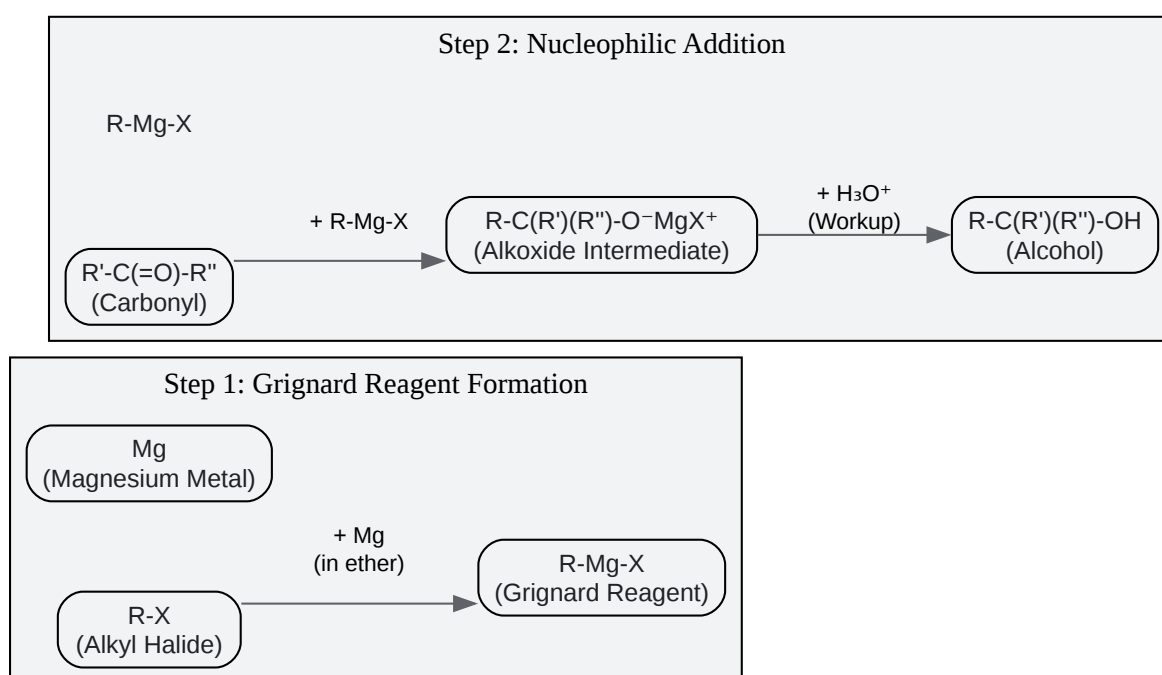 Step 2: Nucleophilic Addition
R-Mg-X
R'-C(=O)-R"
(Carbonyl)
+ R-Mg-X
R-C(R')(R")-O⁻MgX⁺
(Alkoxide Intermediate)
+ H₃O⁺
(Workup)
R-C(R')(R")-OH
(Alcohol)
Step 1: Grignard Reagent Formation
Mg
(Magnesium Metal)
R-X
(Alkyl Halide)
+ Mg
(in ether)
R-Mg-X
(Grignard Reagent)